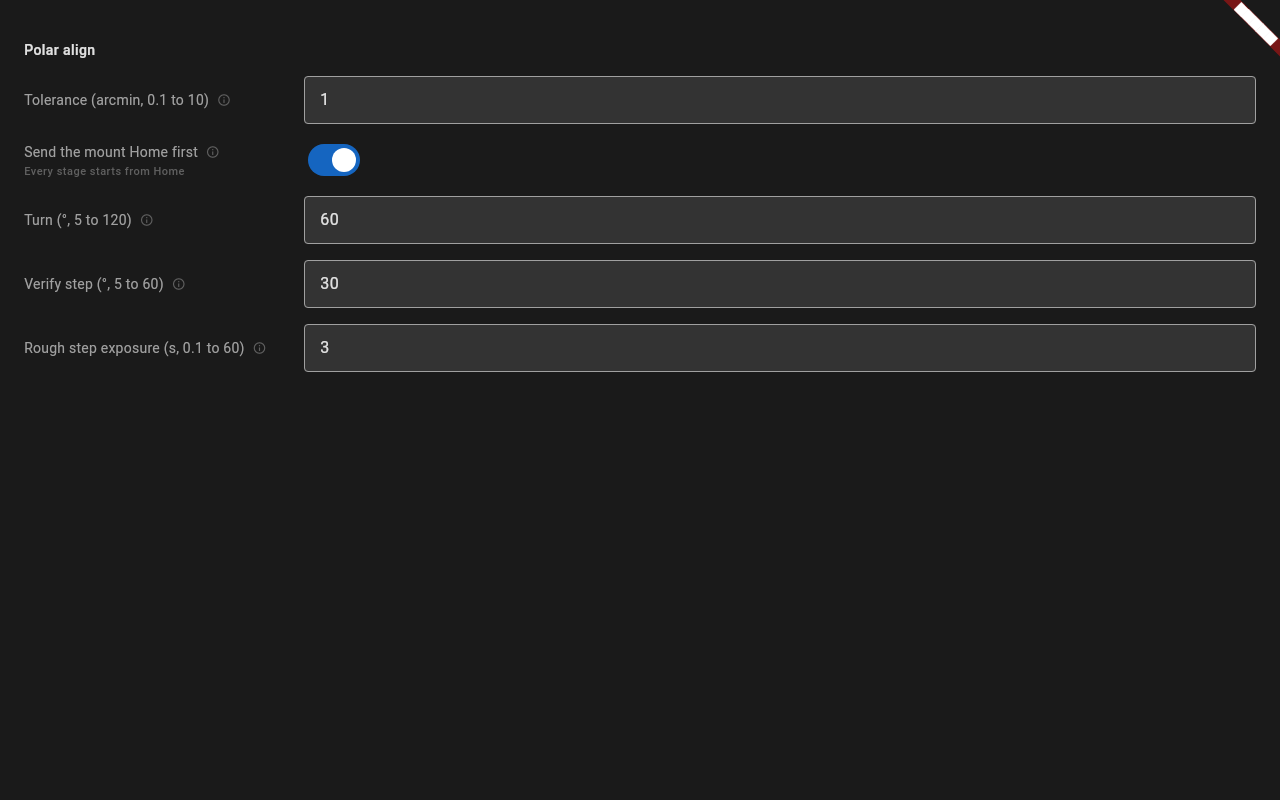 Polar align
Tolerance (arcmin, 0.1 to 10)
1
Send the mount Home first
Every stage starts from Home
Turn (°, 5 to 120)
60
Verify step (°, 5 to 60)
30
Rough step exposure (s, 0.1 to 60)
3